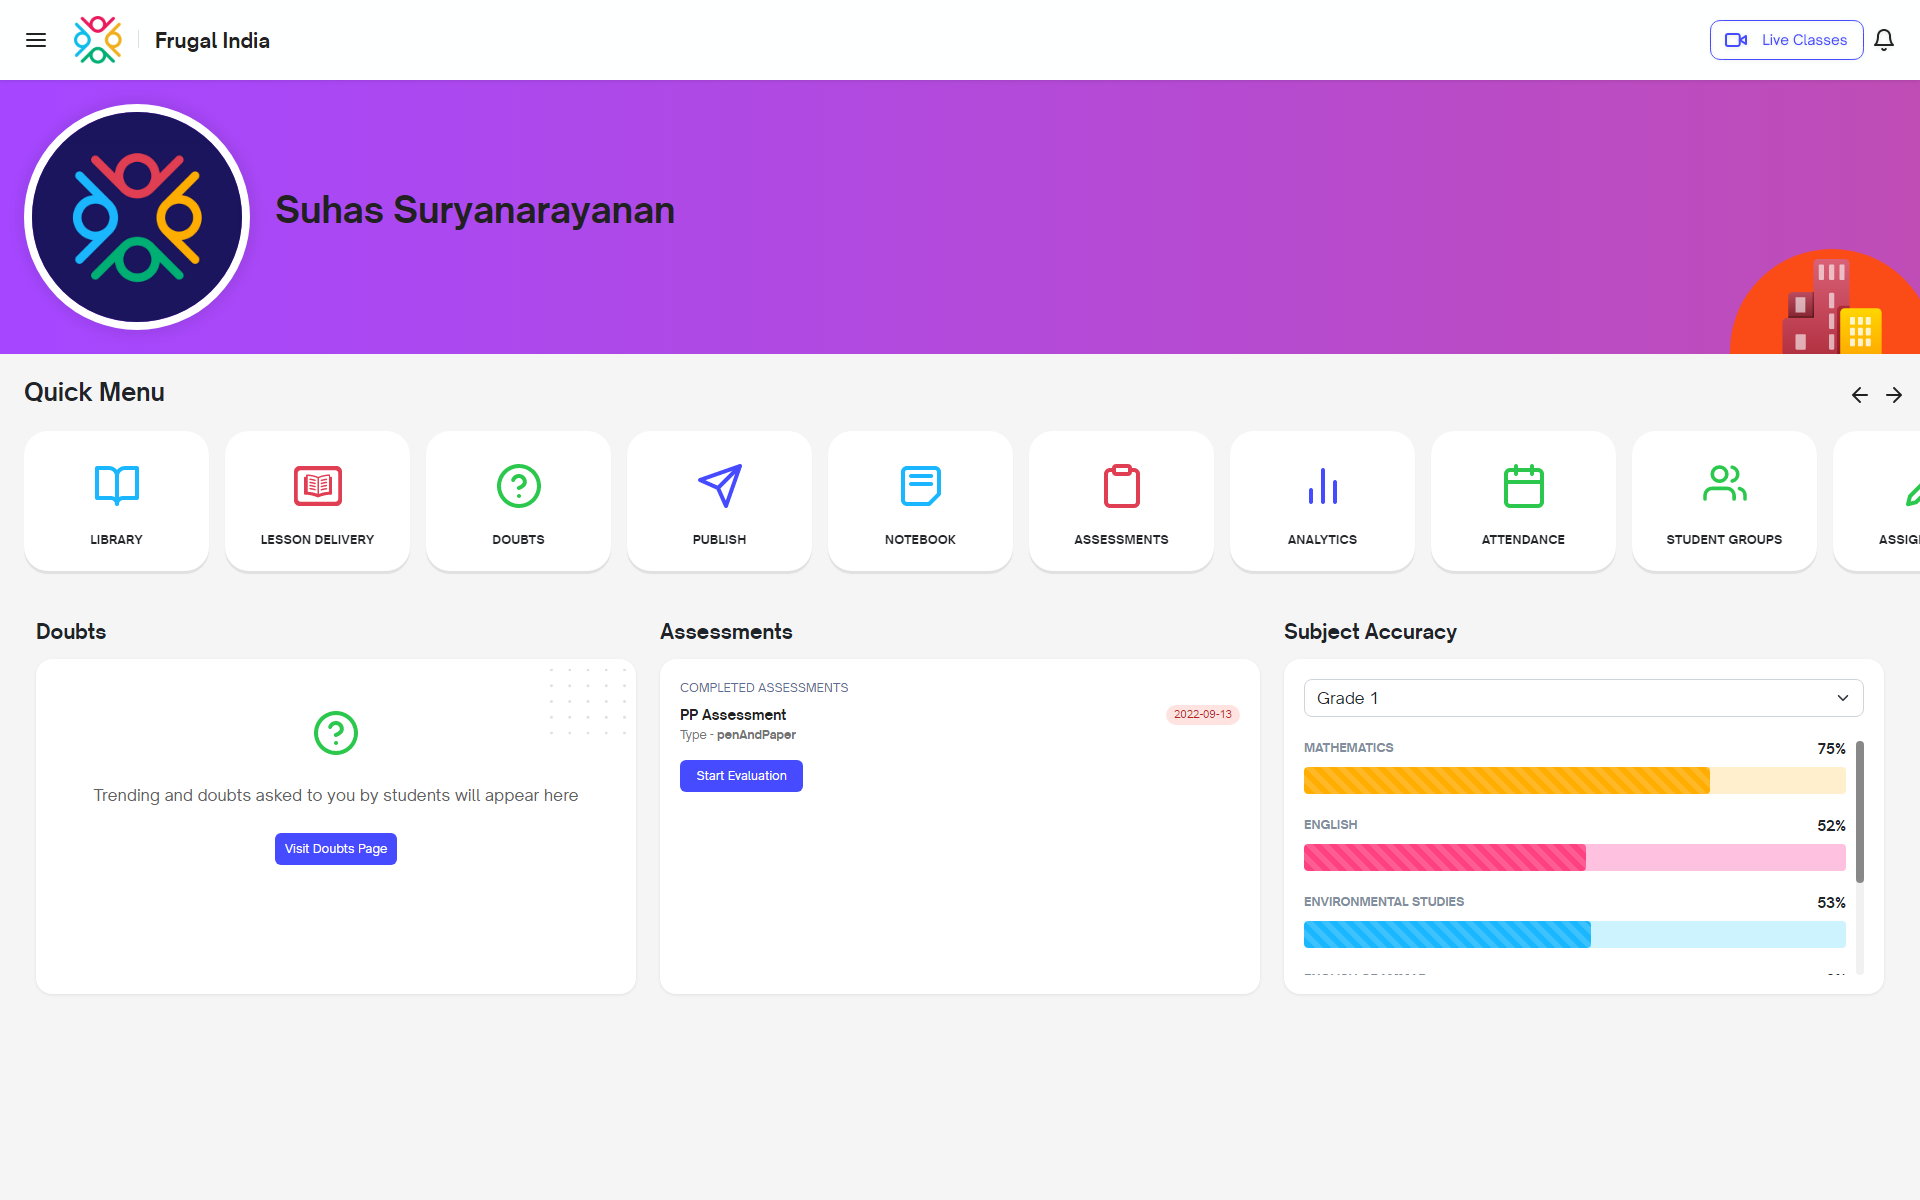 Frugal India
Live Classes
Suhas Suryanarayanan
Quick Menu
LIBRARY
LESSON DELIVERY
DOUBTS
PUBLISH
NOTEBOOK
ASSESSMENTS
ANALYTICS
ATTENDANCE
STUDENT GROUPS
Doubts
Trending and doubts asked to you by students will appear here
Visit Doubts Page
Assessments
COMPLETED ASSESSMENTS
PP Assessment
2022-09-13
Type - penAndPaper
Start Evaluation
Subject Accuracy
Grade 1
MATHEMATICS 75%
ENGLISH 52%
ENVIRONMENTAL STUDIES 53%